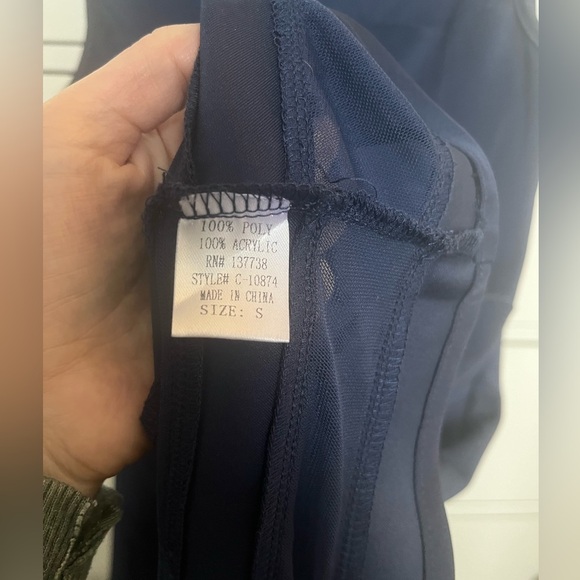 100% POLY
100% ACRYLIC
RN# 137738
STYLE# C-10874
MADE IN CHINA
SIZE: S